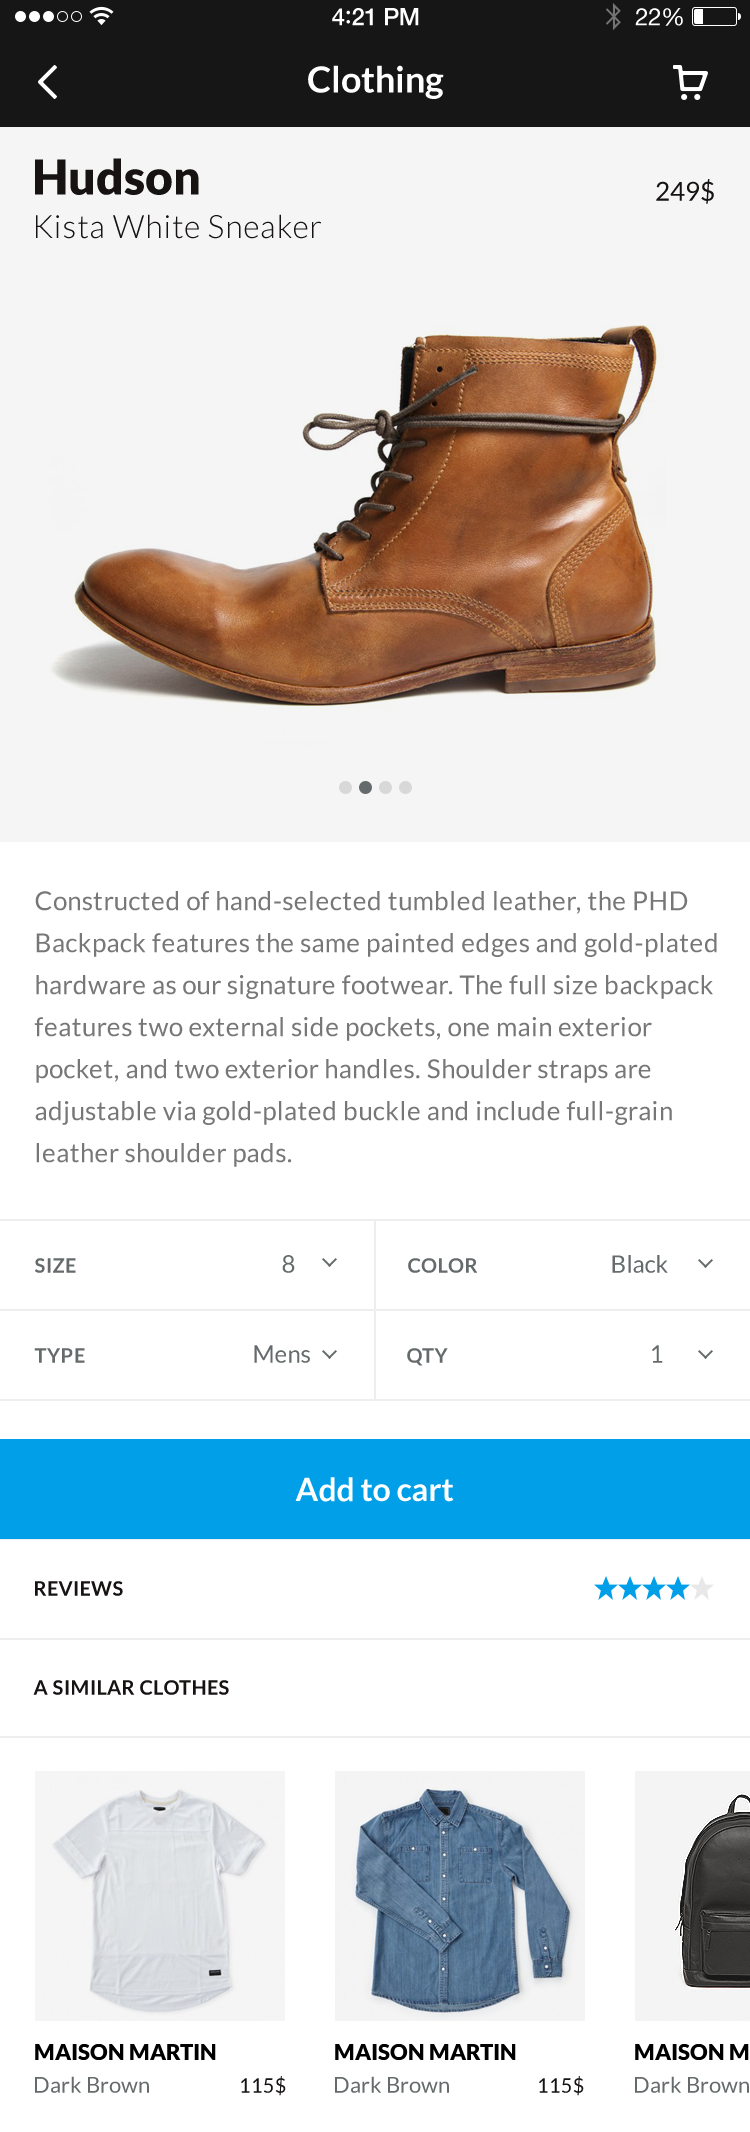 4:21 PM
22%
Clothing
Hudson
249$
Kista White Sneaker
Constructed of hand-selected tumbled leather, the PHD
Backpack features the same painted edges and gold-plated
hardware as our signature footwear. The full size backpack
features two external side pockets, one main exterior
pocket, and two exterior handles. Shoulder straps are
adjustable via gold-plated buckle and include full-grain
leather shoulder pads.
SIZE 8
COLOR Black
TYPE Mens
QTY 1
Add to cart
REVIEWS
A SIMILAR CLOTHES
MAISON MARTIN
Dark Brown 115$
MAISON MARTIN
Dark Brown 115$
MAISON M
Dark Brown